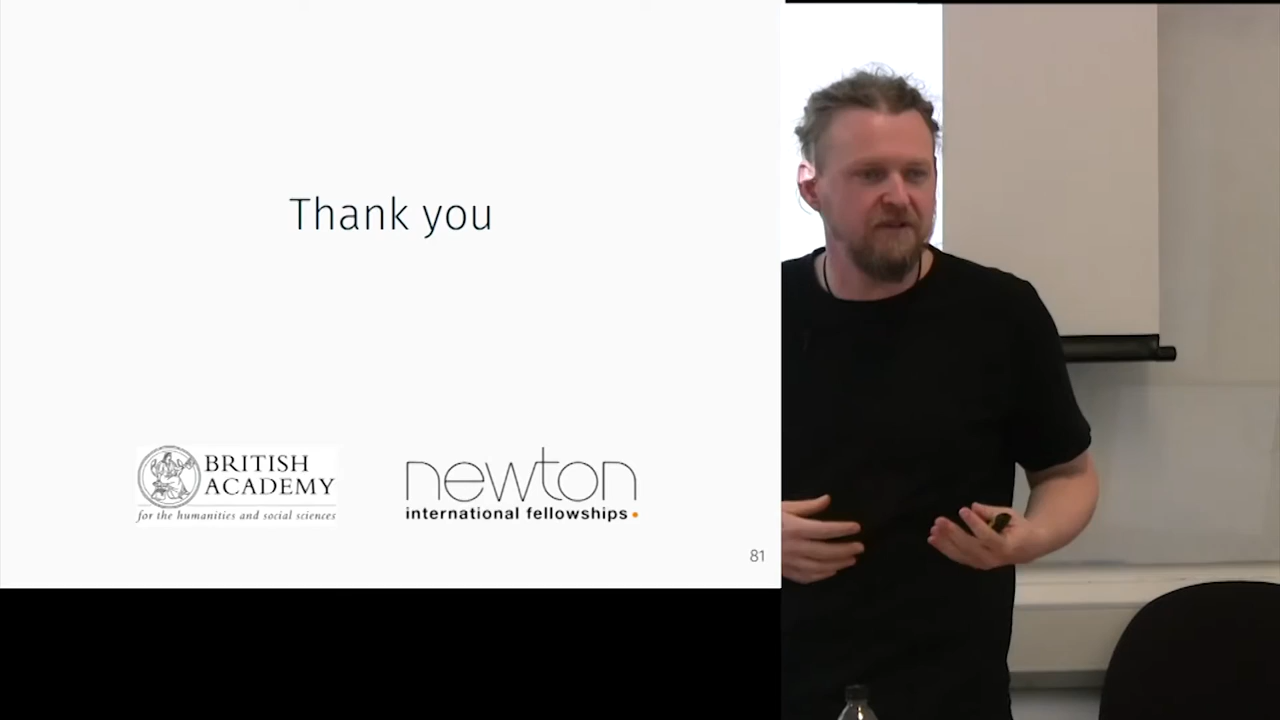 Thank you
BRITISH
ACADEMY
for the humanities and social sciences
newton
international fellowships
81